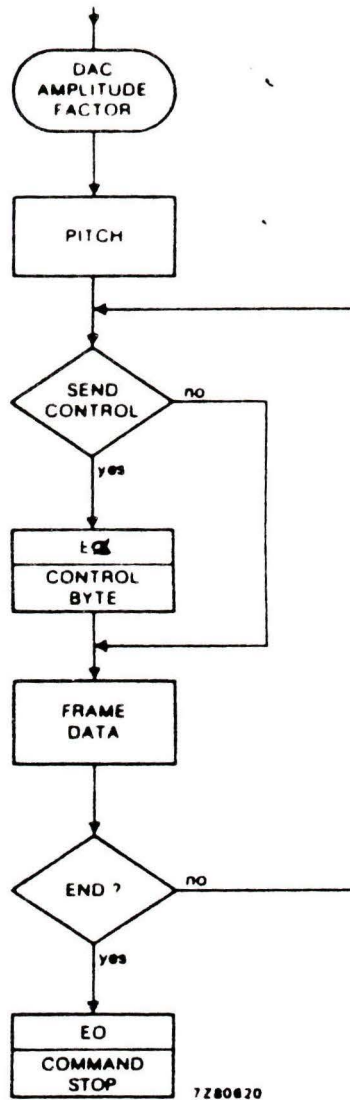 DAC
AMPLITUDE
FACTOR
PITCH
SEND
CONTROL
no
yes
CONTROL
BYTE
FRAME
DATA
END ?
no
yes
EO
COMMAND
STOP
7Z80620